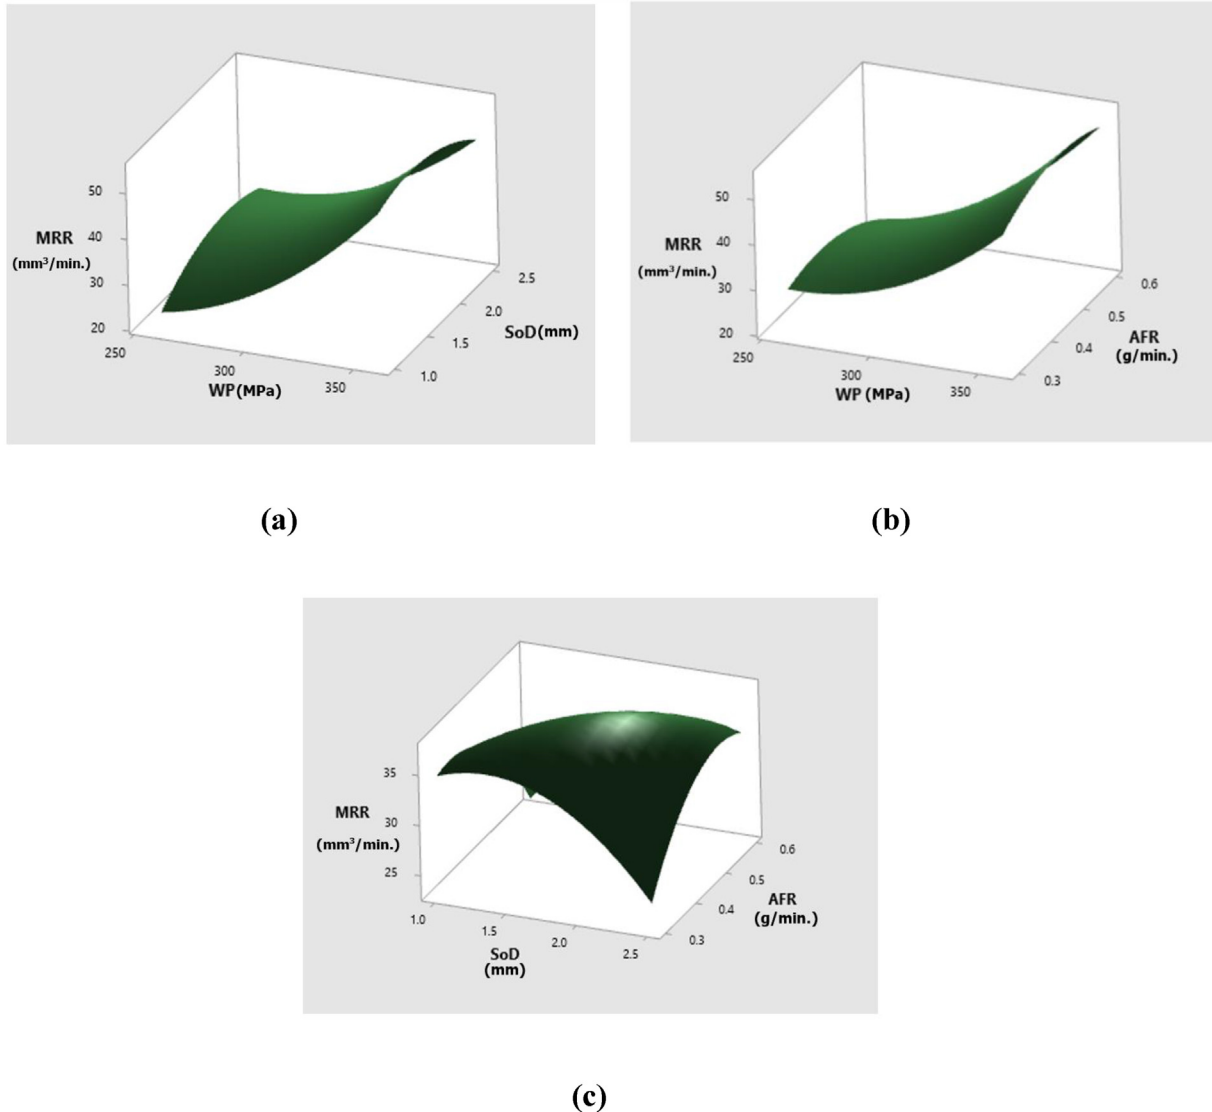 50
MRR
40
(mm³/min.)
30
20
250
300
350
WP(MPa)
1.0
1.5
2.0
2.5
SoD(mm)
(a)
50
MRR
40
(mm³/min.)
30
20
250
300
350
WP (MPa)
0.3
0.4
0.5
0.6
AFR
(g/min.)
(b)
35
MRR
30
(mm³/min.)
25
1.0
1.5
2.0
2.5
SoD
(mm)
0.3
0.4
0.5
0.6
AFR
(g/min.)
(c)